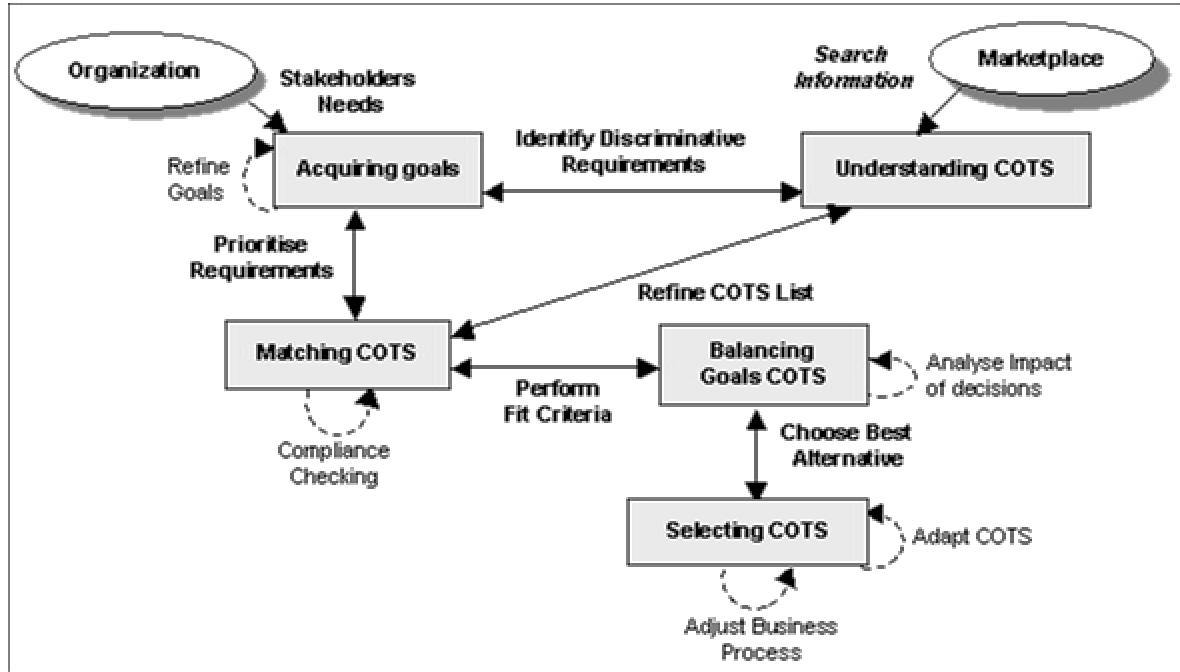 Organization
Stakeholders
Needs
Search
Information
Marketplace
Identify Discriminative
Requirements
Refine
Goals
Acquiring goals
Understanding COTS
Prioritise
Requirements
Refine COTS List
Matching COTS
Balancing
Goals COTS
Analyse Impact
of decisions
Perform
Fit Criteria
Compliance
Checking
Choose Best
Alternative
Selecting COTS
Adapt COTS
Adjust Business
Process